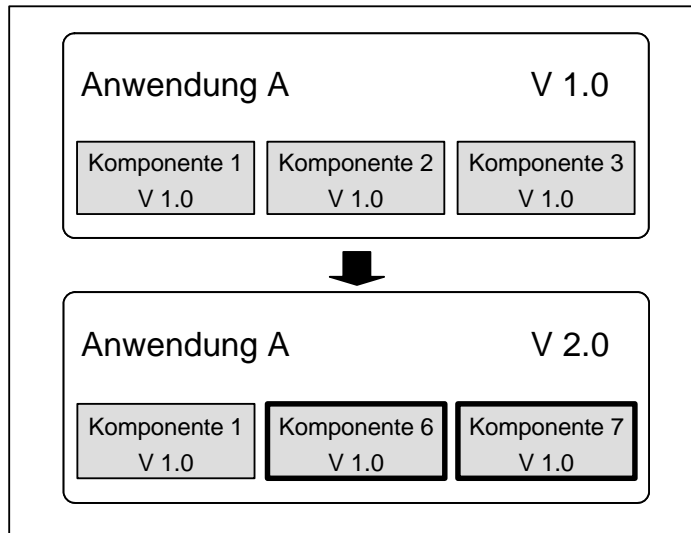 Anwendung A V 1.0
Komponente 1 Komponente 2 Komponente 3
V 1.0 V 1.0 V 1.0
Anwendung A V 2.0
Komponente 1 Komponente 6 Komponente 7
V 1.0 V 1.0 V 1.0